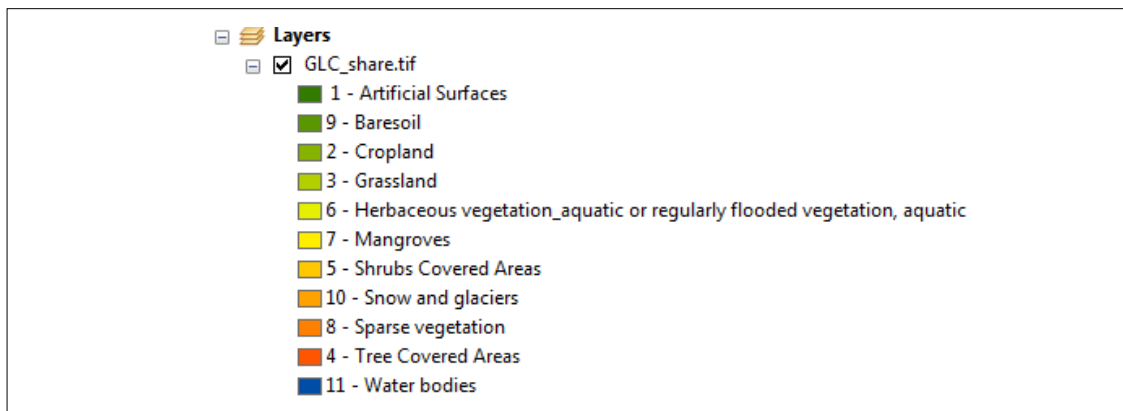 Layers
GLC_share.tif
1 - Artificial Surfaces
9 - Baresoil
2 - Cropland
3 - Grassland
6 - Herbaceous vegetation_aquatic or regularly flooded vegetation, aquatic
7 - Mangroves
5 - Shrubs Covered Areas
10 - Snow and glaciers
8 - Sparse vegetation
4 - Tree Covered Areas
11 - Water bodies